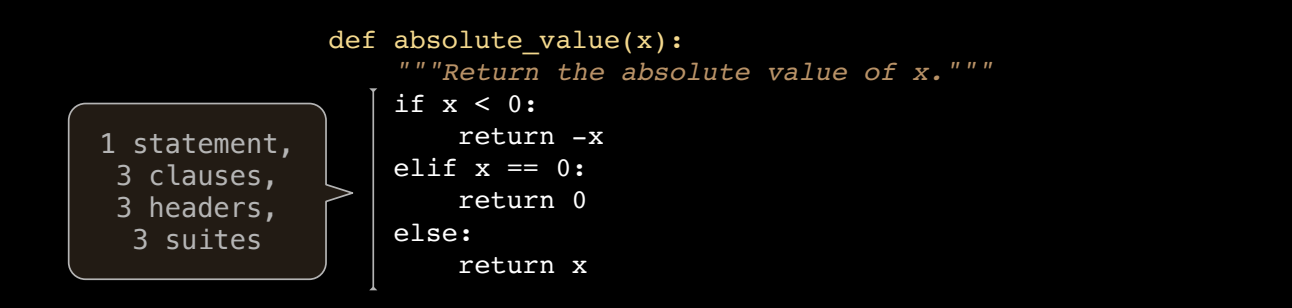 def absolute_value(x):
    """Return the absolute value of x."""
    if x < 0:
        return -x
    elif x == 0:
        return 0
    else:
        return x
1 statement,
3 clauses,
3 headers,
3 suites